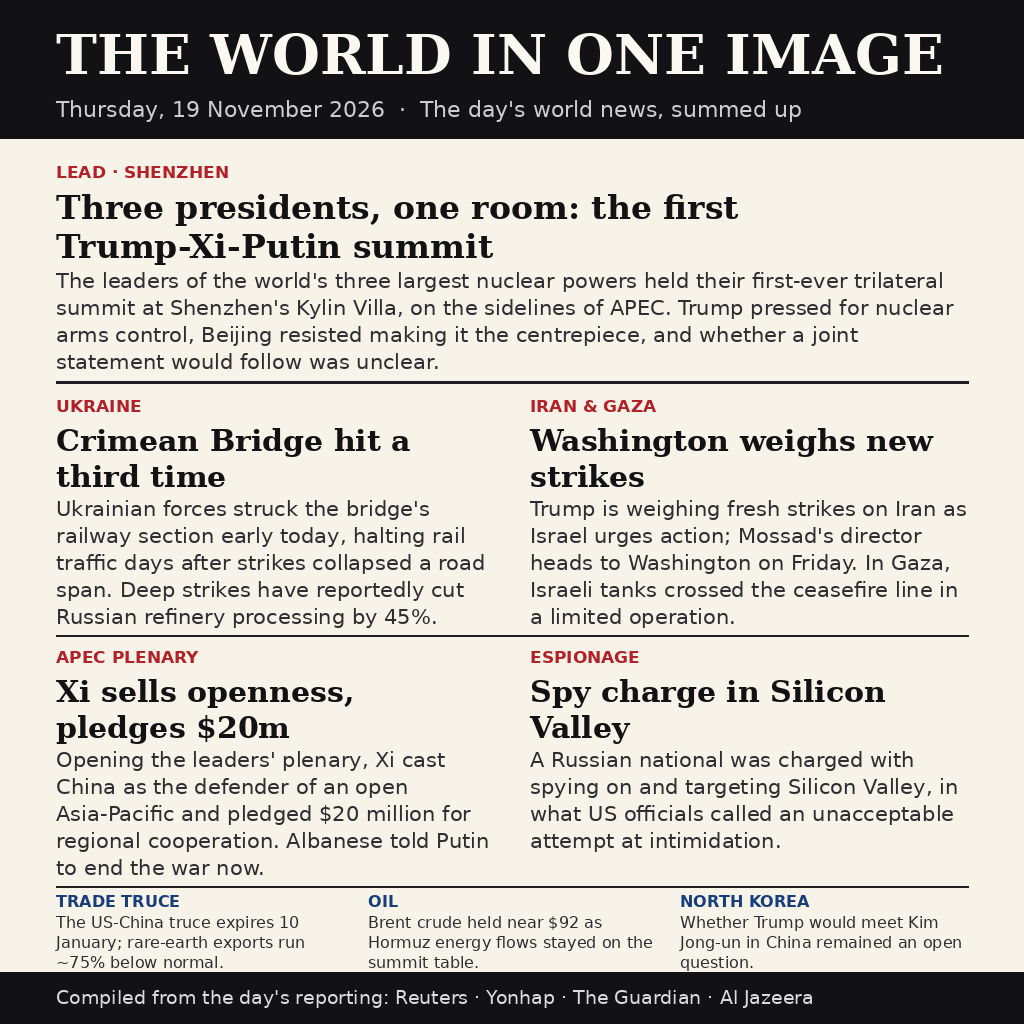 THE WORLD IN ONE IMAGE
Thursday, 19 November 2026 · The day's world news, summed up
LEAD · SHENZHEN
Three presidents, one room: the first
Trump-Xi-Putin summit
The leaders of the world's three largest nuclear powers held their first-ever trilateral
summit at Shenzhen's Kylin Villa, on the sidelines of APEC. Trump pressed for nuclear
arms control, Beijing resisted making it the centrepiece, and whether a joint
statement would follow was unclear.
UKRAINE
Crimean Bridge hit a
third time
Ukrainian forces struck the bridge's
railway section early today, halting rail
traffic days after strikes collapsed a road
span. Deep strikes have reportedly cut
Russian refinery processing by 45%.
IRAN & GAZA
Washington weighs new
strikes
Trump is weighing fresh strikes on Iran as
Israel urges action; Mossad's director
heads to Washington on Friday. In Gaza,
Israeli tanks crossed the ceasefire line in
a limited operation.
APEC PLENARY
Xi sells openness,
pledges $20m
Opening the leaders' plenary, Xi cast
China as the defender of an open
Asia-Pacific and pledged $20 million for
regional cooperation. Albanese told Putin
to end the war now.
ESPIONAGE
Spy charge in Silicon
Valley
A Russian national was charged with
spying on and targeting Silicon Valley, in
what US officials called an unacceptable
attempt at intimidation.
TRADE TRUCE
The US-China truce expires 10
January; rare-earth exports run
~75% below normal.
OIL
Brent crude held near $92 as
Hormuz energy flows stayed on the
summit table.
NORTH KOREA
Whether Trump would meet Kim
Jong-un in China remained an open
question.
Compiled from the day's reporting: Reuters · Yonhap · The Guardian · Al Jazeera